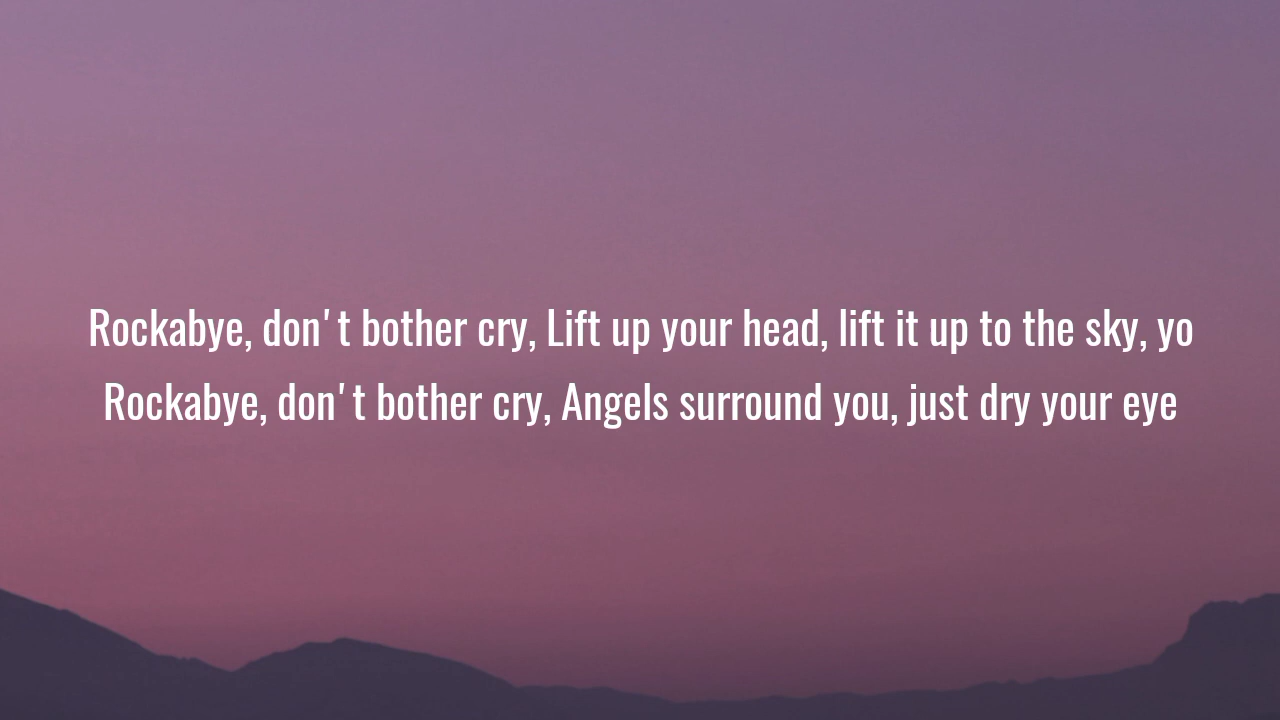 Rockabye, don't bother cry, Lift up your head, lift it up to the sky, yo
Rockabye, don't bother cry, Angels surround you, just dry your eye